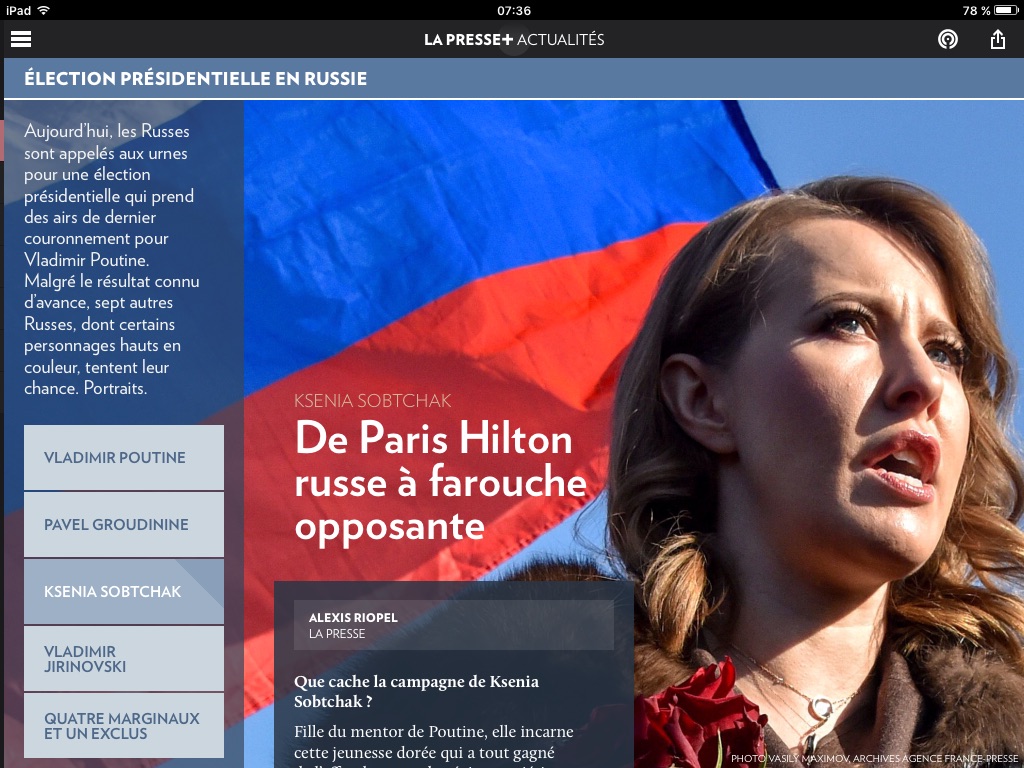 iPad
07:36
78 %
LA PRESSE+ ACTUALITÉS
ÉLECTION PRÉSIDENTIELLE EN RUSSIE
Aujourd'hui, les Russes
sont appelés aux urnes
pour une élection
présidentielle qui prend
des airs de dernier
couronnement pour
Vladimir Poutine.
Malgré le résultat connu
d'avance, sept autres
Russes, dont certains
personnages hauts en
couleur, tentent leur
chance. Portraits.
VLADIMIR POUTINE
PAVEL GROUDININE
KSENIA SOBTCHAK
VLADIMIR
JIRINOVSKI
QUATRE MARGINAUX
ET UN EXCLUS
KSENIA SOBTCHAK
De Paris Hilton
russe à farouche
opposante
ALEXIS RIOPEL
LA PRESSE
Que cache la campagne de Ksenia
Sobtchak ?
Fille du mentor de Poutine, elle incarne
cette jeunesse dorée qui a tout gagné
PHOTO VASILY MAXIMOV, ARCHIVES AGENCE FRANCE-PRESSE